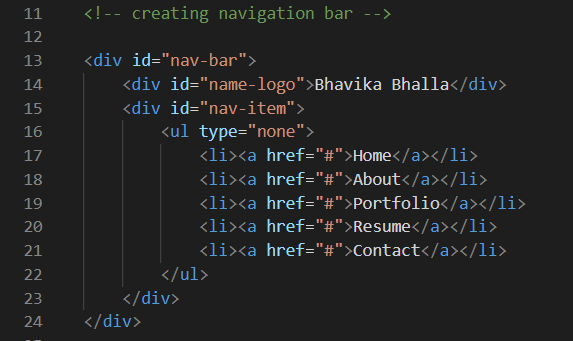 11 <!-- creating navigation bar -->
12
13 <div id="nav-bar">
14 <div id="name-logo">Bhavika Bhalla</div>
15 <div id="nav-item">
16 <ul type="none">
17 <li><a href="#">Home</a></li>
18 <li><a href="#">About</a></li>
19 <li><a href="#">Portfolio</a></li>
20 <li><a href="#">Resume</a></li>
21 <li><a href="#">Contact</a></li>
22 </ul>
23 </div>
24 </div>